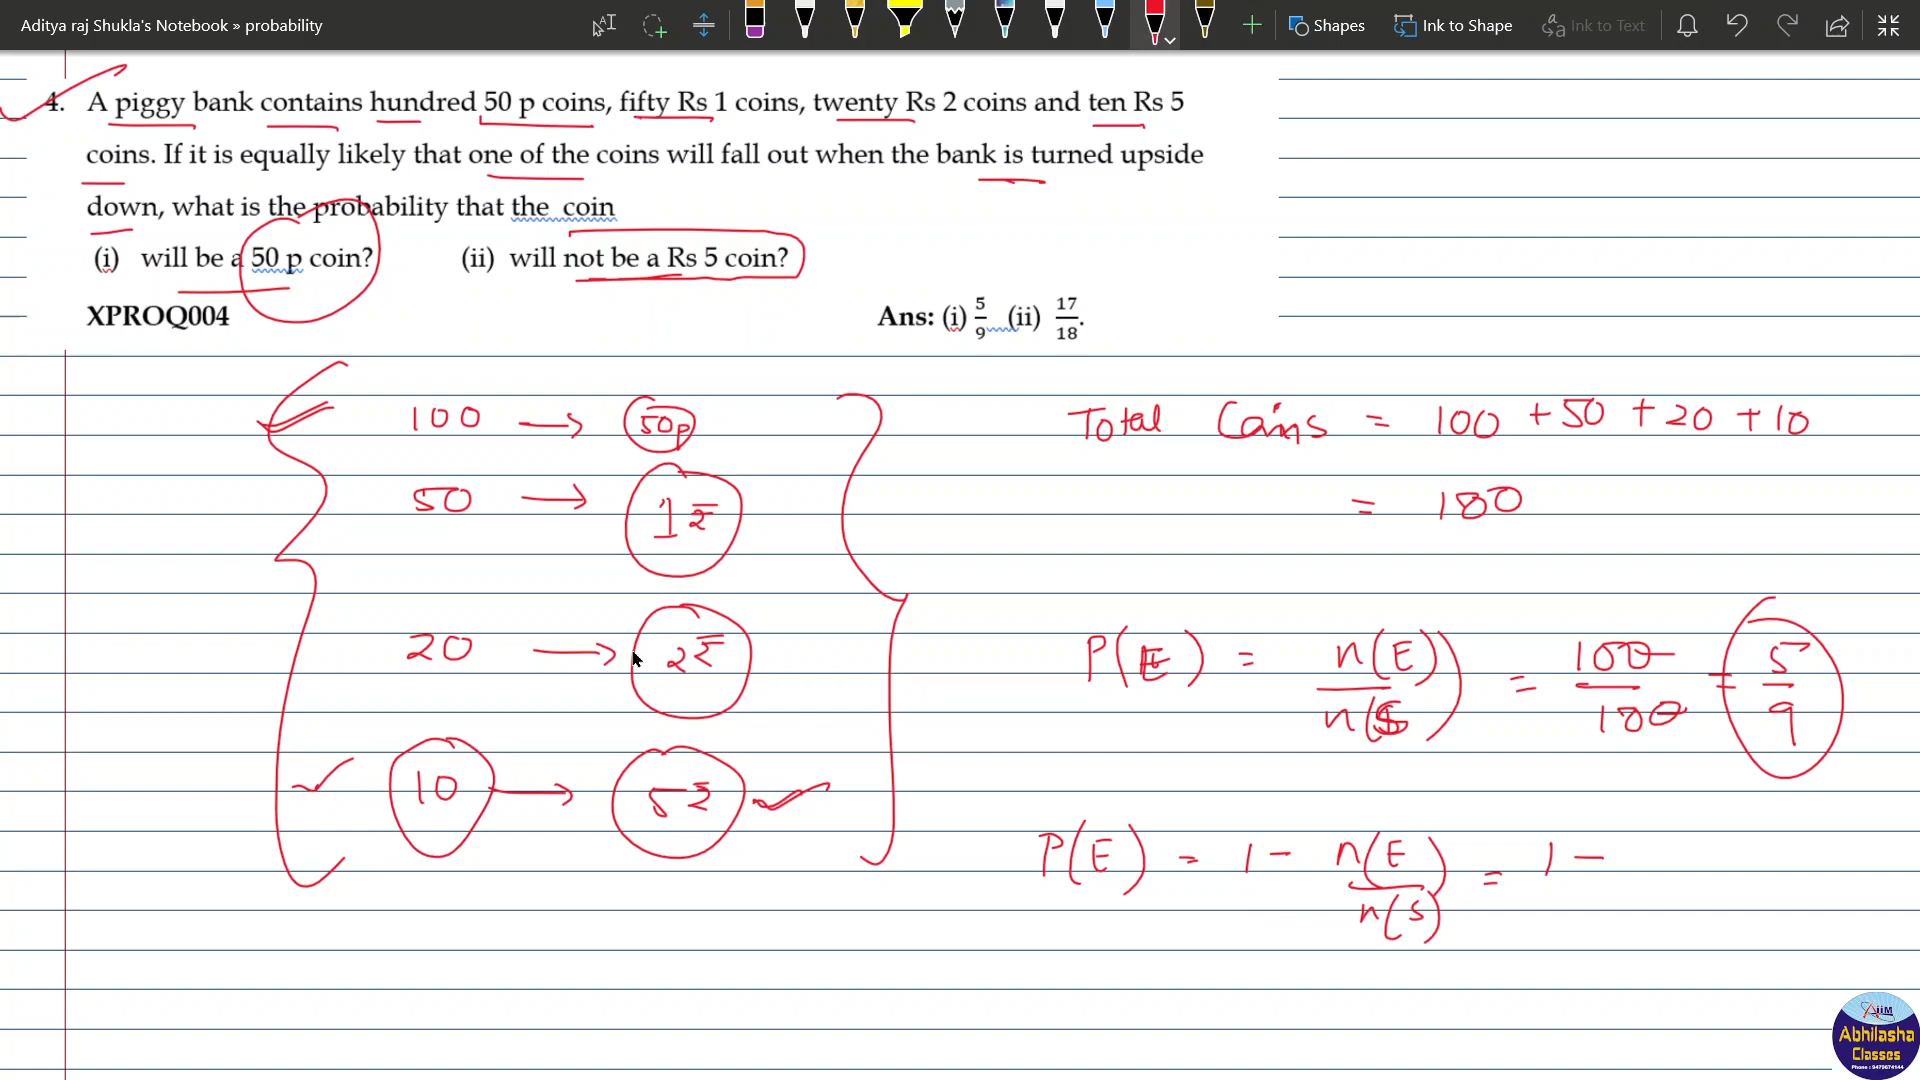 Aditya raj Shukla's Notebook » probability
Shapes
Ink to Shape
Ink to Text
4. A piggy bank contains hundred 50 p coins, fifty Rs 1 coins, twenty Rs 2 coins and ten Rs 5
coins. If it is equally likely that one of the coins will fall out when the bank is turned upside
down, what is the probability that the coin
(i) will be a 50 p coin? (ii) will not be a Rs 5 coin?
XPROQ004 Ans: (i) 5/9 (ii) 17/18.
100 → 50p
50 → 1 ₹
20 → 2 ₹
10 → 5 ₹
Total Coins = 100 + 50 + 20 + 10
= 180
P(E) = n(E)/n(S) = 100/180 = 5/9
P(E) = 1 - n(E)/n(S) = 1 -
AIIM
Abhilasha
Classes
Phone : 9479674144